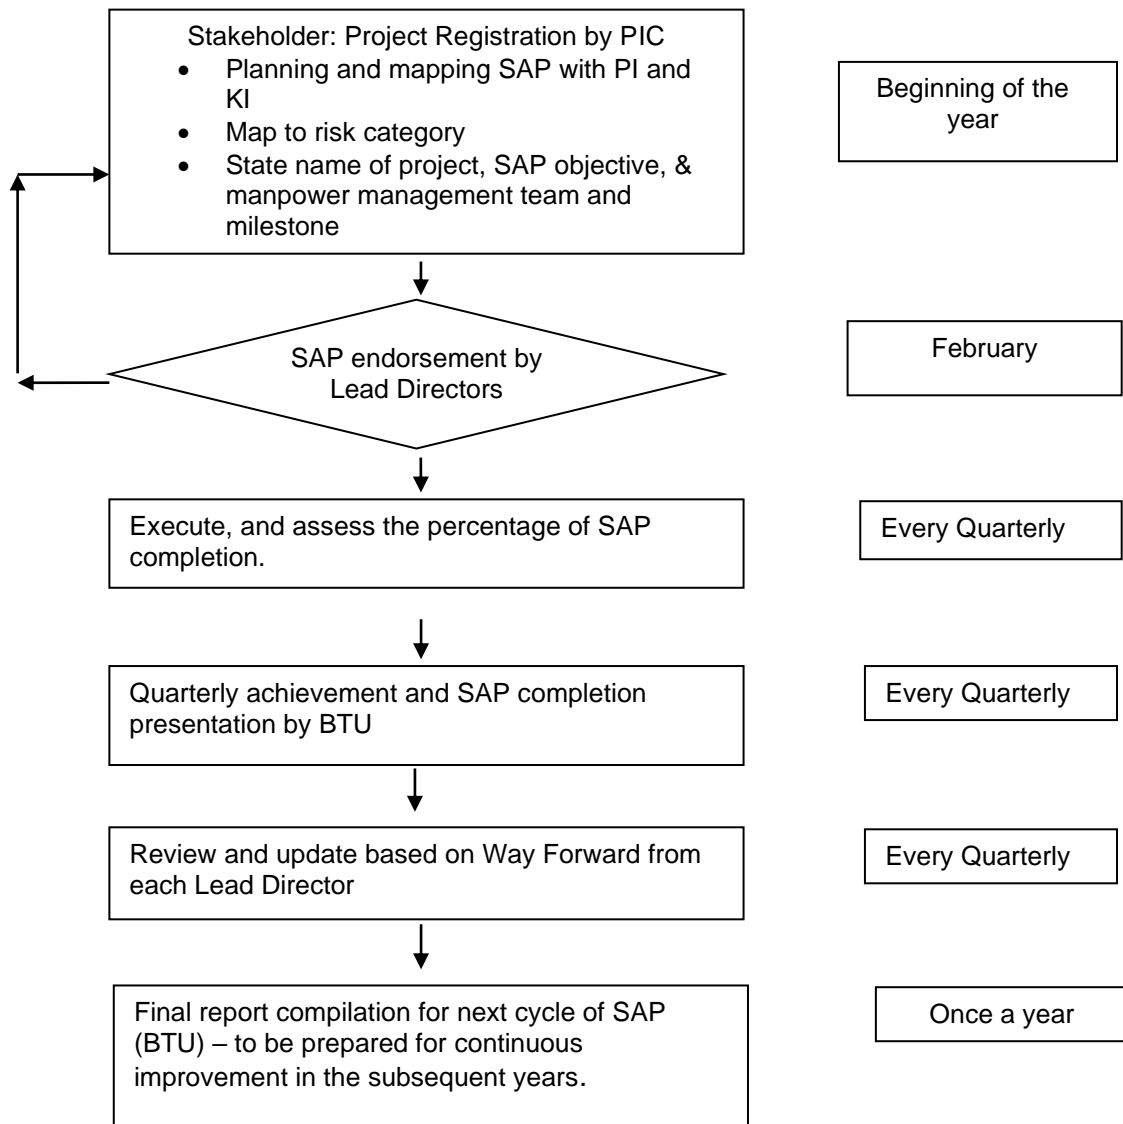 Stakeholder: Project Registration by PIC
• Planning and mapping SAP with PI and
KI
• Map to risk category
• State name of project, SAP objective, &
manpower management team and
milestone
Beginning of the
year
SAP endorsement by
Lead Directors
February
Execute, and assess the percentage of SAP
completion.
Every Quarterly
Quarterly achievement and SAP completion
presentation by BTU
Every Quarterly
Review and update based on Way Forward from
each Lead Director
Every Quarterly
Final report compilation for next cycle of SAP
(BTU) – to be prepared for continuous
improvement in the subsequent years.
Once a year